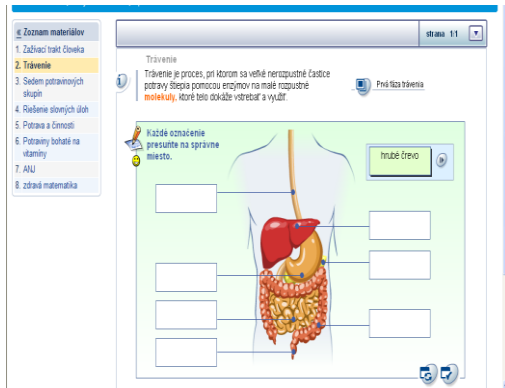 « Zoznam materiálov
1. Zažívací trakt človeka
2. Trávenie
3. Sedem potravinových
skupín
4. Riešenie slovných úloh
5. Potrava a činnosti
6. Potraviny bohaté na
vitamíny
7. ANJ
8. zdravá matematika
strana 1/1
Trávenie
Trávenie je proces, pri ktorom sa veľké nerozpustné častice
potravy štiepia pomocou enzýmov na malé rozpustné
molekuly, ktoré telo dokáže vstrebať a využiť.
Prvá fáza trávenia
Každé označenie
presuňte na správne
miesto.
hrubé črevo